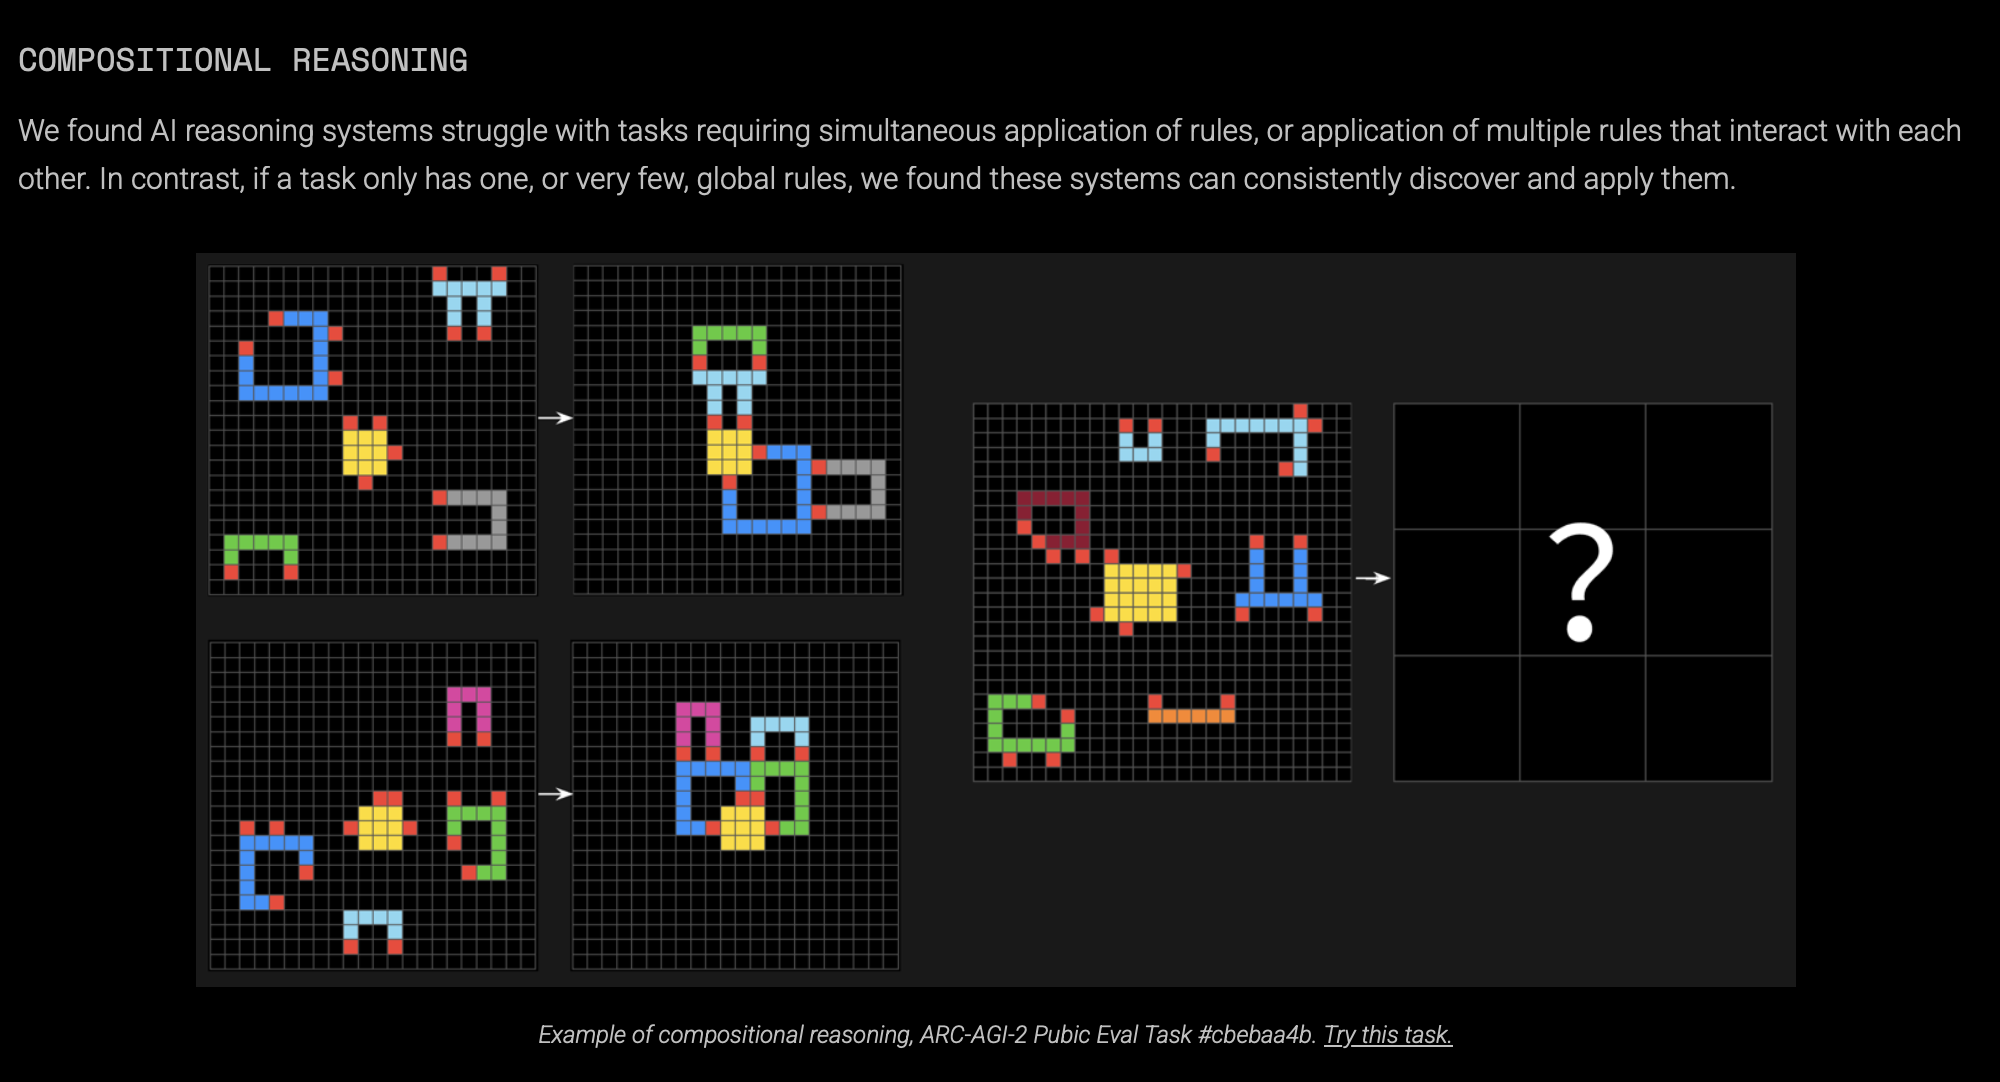 COMPOSITIONAL REASONING
We found AI reasoning systems struggle with tasks requiring simultaneous application of rules, or application of multiple rules that interact with each
other. In contrast, if a task only has one, or very few, global rules, we found these systems can consistently discover and apply them.
?
Example of compositional reasoning, ARC-AGI-2 Pubic Eval Task #cbebaa4b. Try this task.